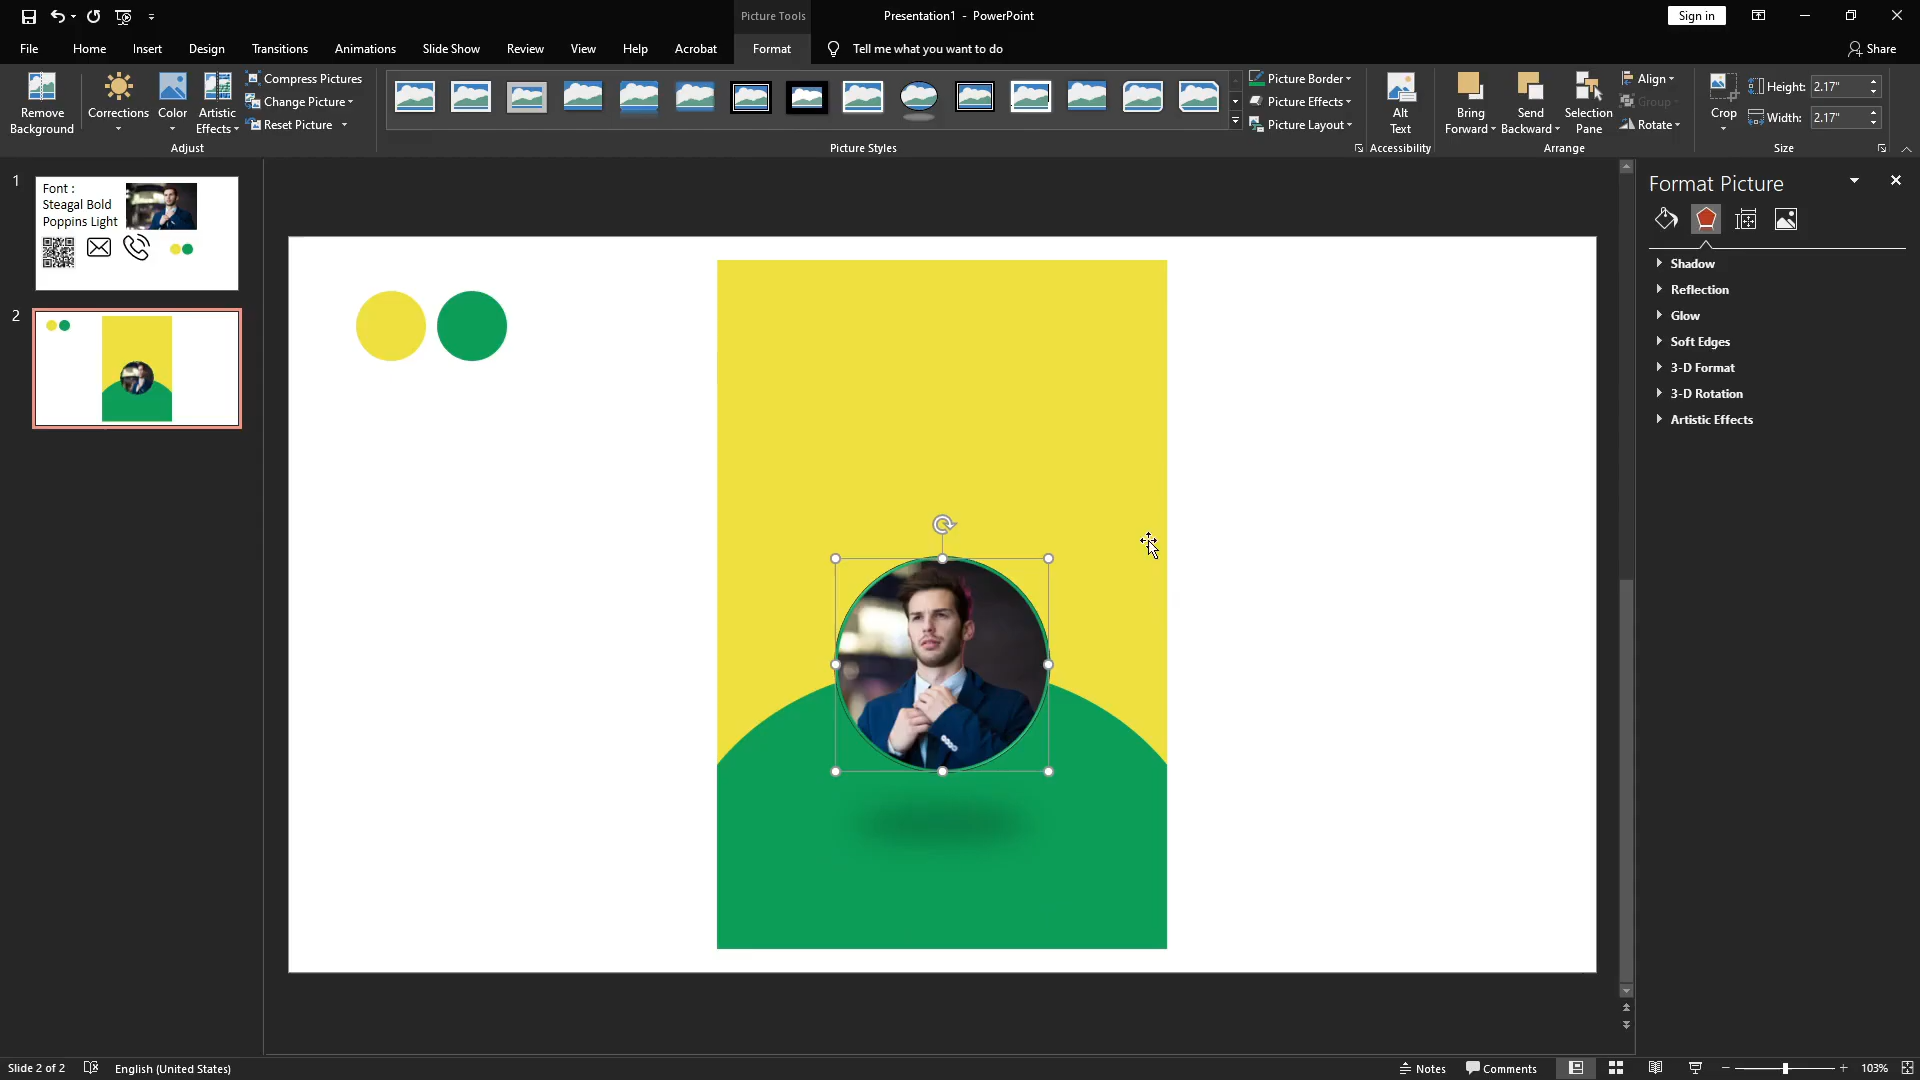 Picture Tools
Presentation1 - PowerPoint
Sign in
File Home Insert Design Transitions Animations Slide Show Review View Help Acrobat Format Tell me what you want to do Share
Remove Background
Corrections
Color
Artistic Effects
Compress Pictures
Change Picture
Reset Picture
Adjust
Picture Styles
Picture Border
Picture Effects
Picture Layout
Alt Text
Accessibility
Bring Forward
Send Backward
Selection Pane
Align
Group
Rotate
Arrange
Crop
Height: 2.17"
Width: 2.17"
Size
1
Font :
Steagal Bold
Poppins Light
2
Format Picture
Shadow
Reflection
Glow
Soft Edges
3-D Format
3-D Rotation
Artistic Effects
Slide 2 of 2
English (United States)
Notes
Comments
103%